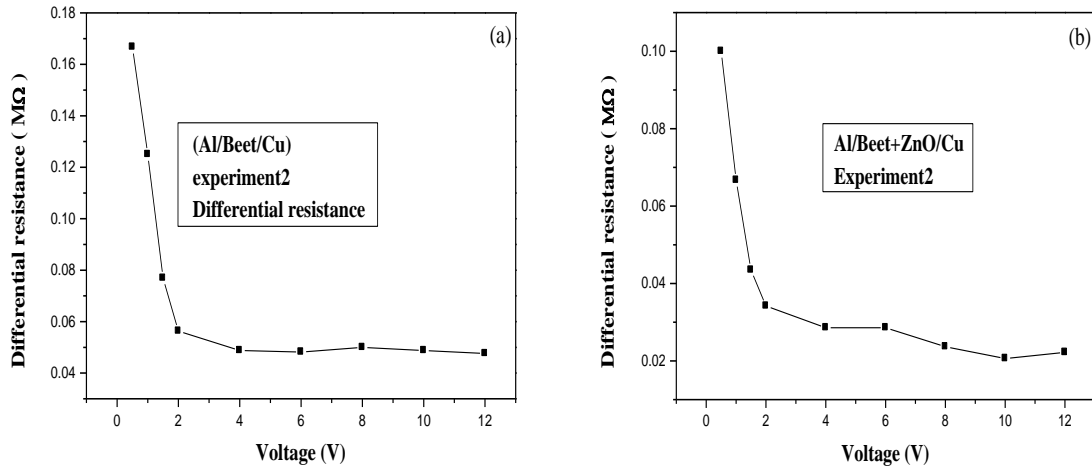 (a)
Differential resistance ( MΩ )
0.18
0.16
0.14
0.12
0.10
0.08
0.06
0.04
(Al/Beet/Cu)
experiment2
Differential resistance
0 2 4 6 8 10 12
Voltage (V)
(b)
Differential resistance ( MΩ )
0.10
0.08
0.06
0.04
0.02
Al/Beet+ZnO/Cu
Experiment2
0 2 4 6 8 10 12
Voltage (V)